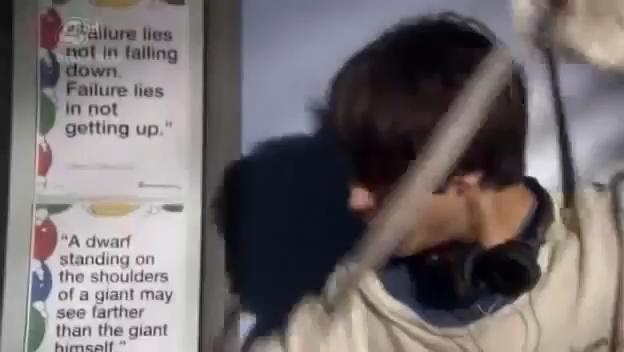 "Failure lies
not in falling
down.
Failure lies
in not
getting up."
"A dwarf
standing on
the shoulders
of a giant may
see farther
than the giant
himself."